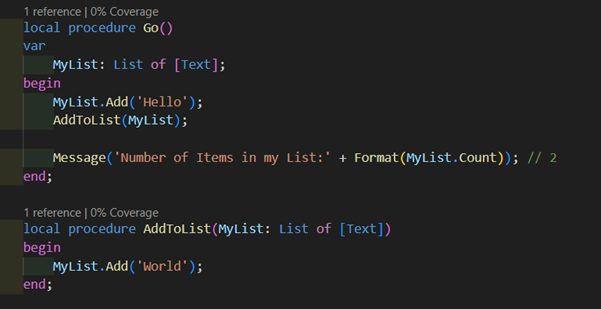 1 reference | 0% Coverage
local procedure Go()
var
    MyList: List of [Text];
begin
    MyList.Add('Hello');
    AddToList(MyList);

    Message('Number of Items in my List:' + Format(MyList.Count)); // 2
end;

1 reference | 0% Coverage
local procedure AddToList(MyList: List of [Text])
begin
    MyList.Add('World');
end;